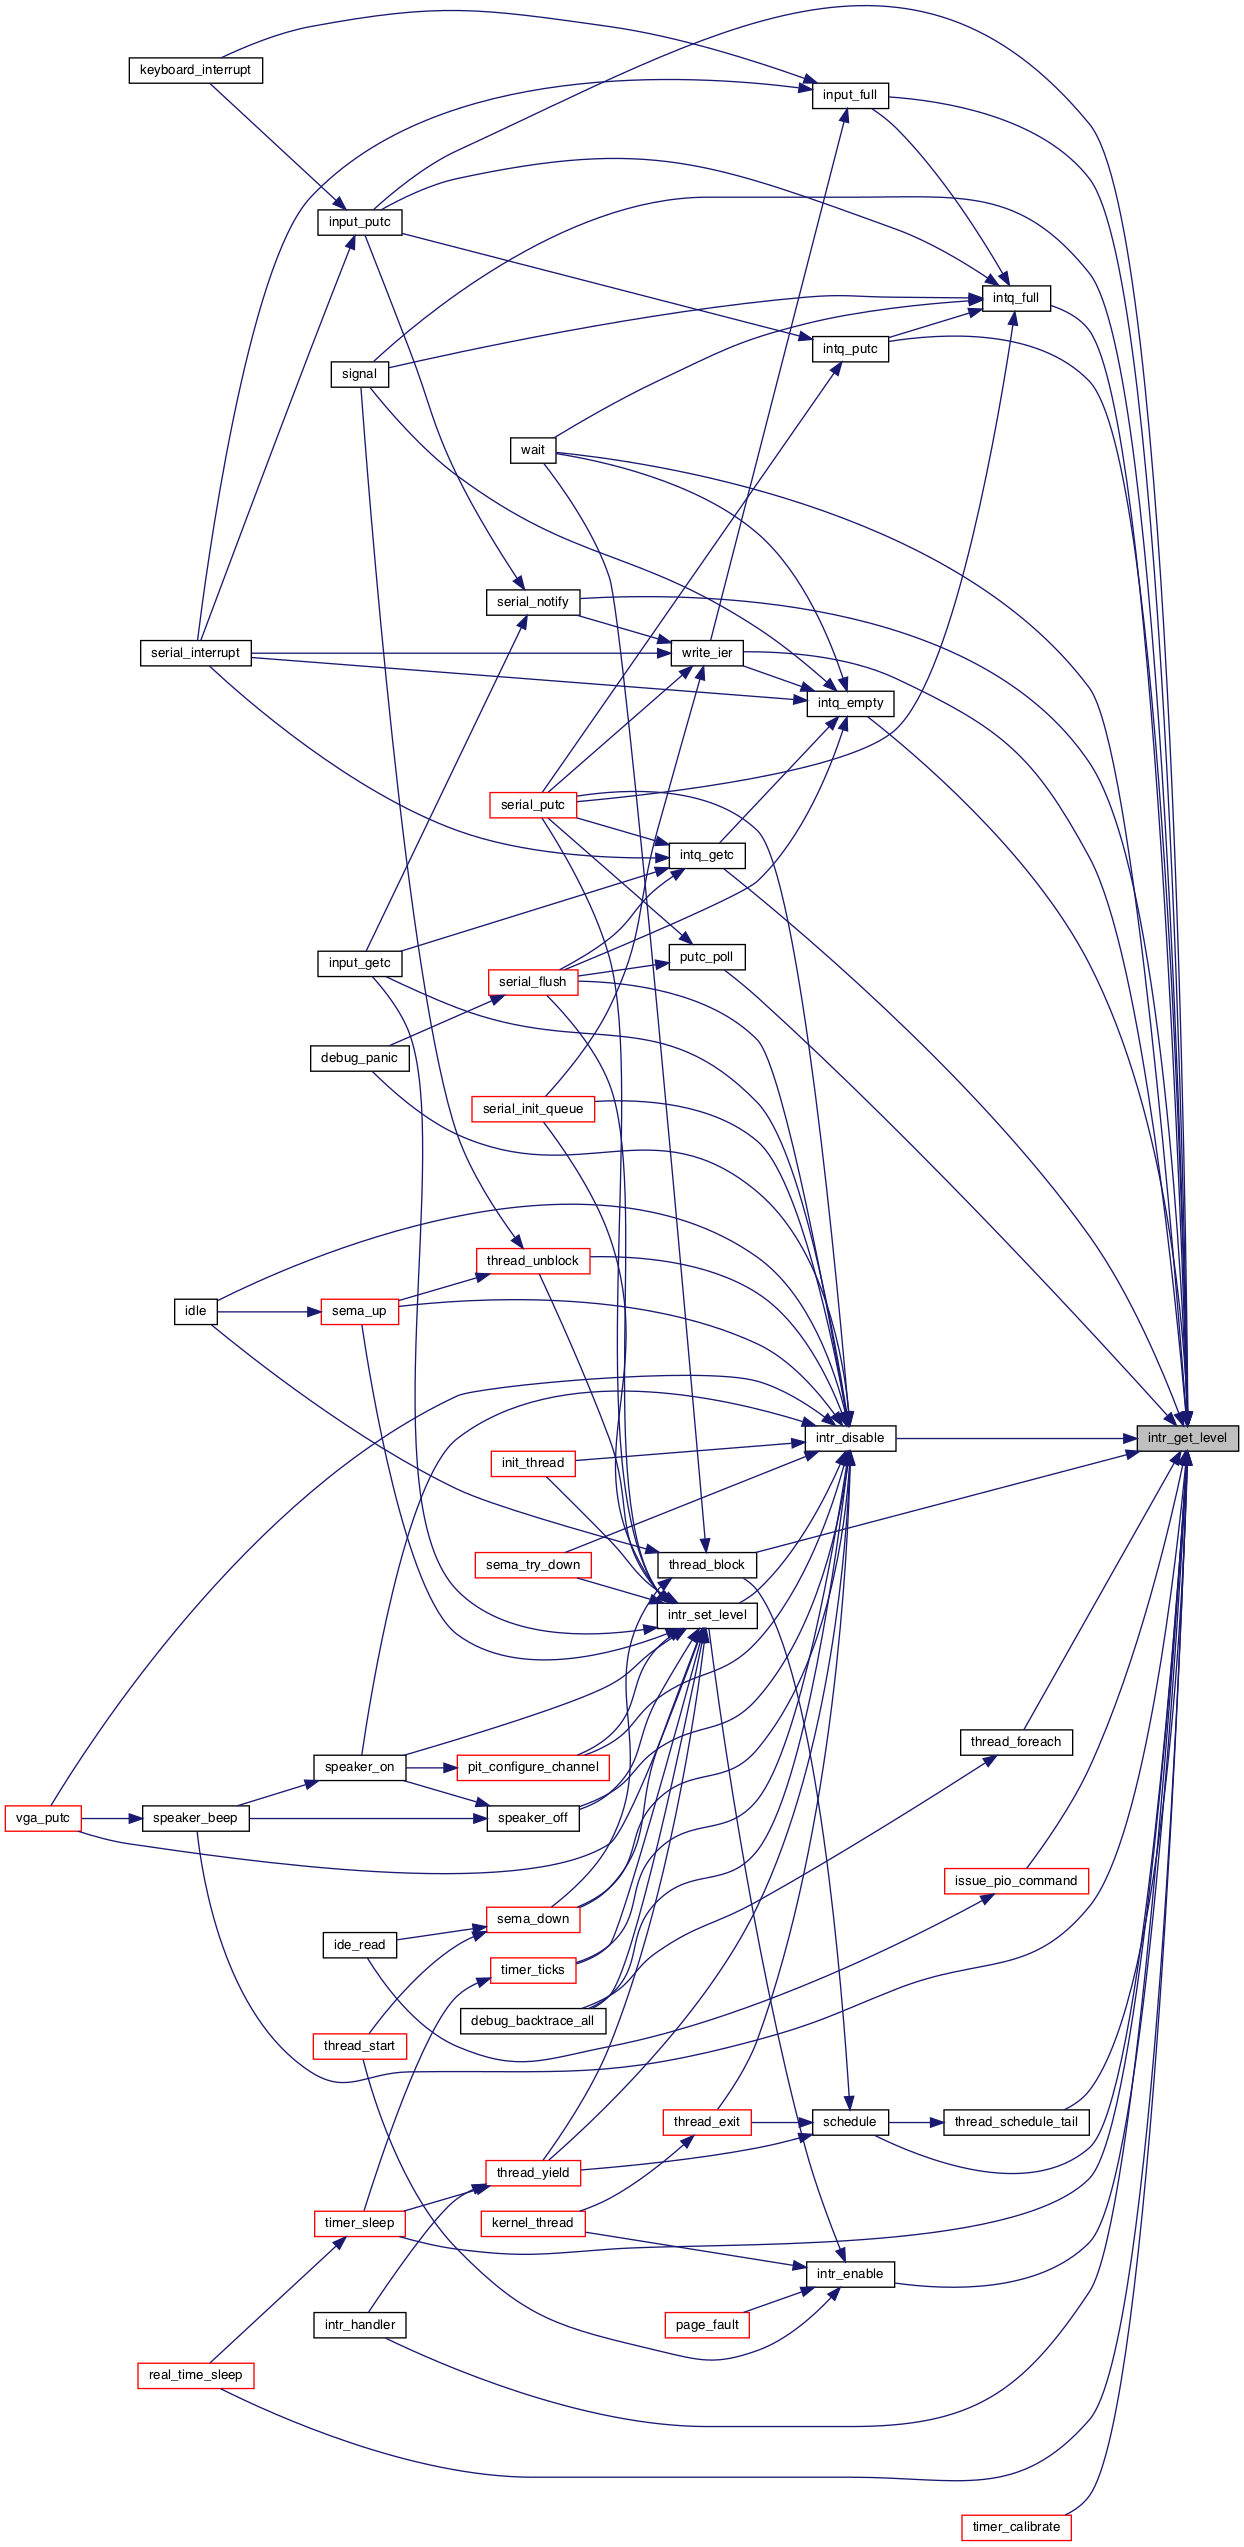 keyboard_interrupt
input_full
input_putc
intq_full
intq_putc
signal
wait
serial_notify
serial_interrupt
write_ier
intq_empty
serial_putc
intq_getc
putc_poll
input_getc
serial_flush
debug_panic
serial_init_queue
thread_unblock
idle
sema_up
intr_disable
intr_get_level
init_thread
sema_try_down
thread_block
intr_set_level
thread_foreach
speaker_on
pit_configure_channel
vga_putc
speaker_beep
speaker_off
issue_pio_command
sema_down
ide_read
timer_ticks
debug_backtrace_all
thread_start
thread_exit
schedule
thread_schedule_tail
thread_yield
timer_sleep
kernel_thread
intr_enable
intr_handler
page_fault
real_time_sleep
timer_calibrate